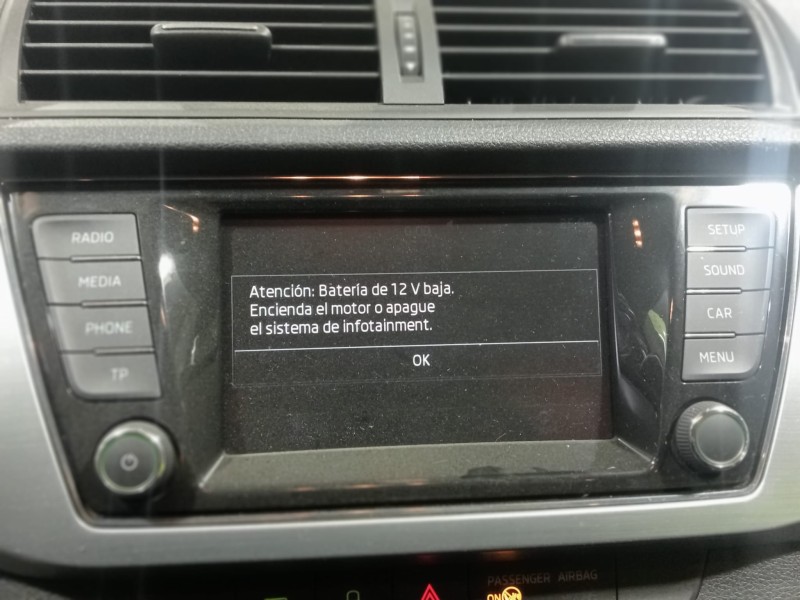 RADIO
MEDIA
PHONE
TP
Atención: Batería de 12 V baja.
Encienda el motor o apague
el sistema de infotainment.
OK
SETUP
SOUND
CAR
MENU
PASSENGER AIRBAG
ON